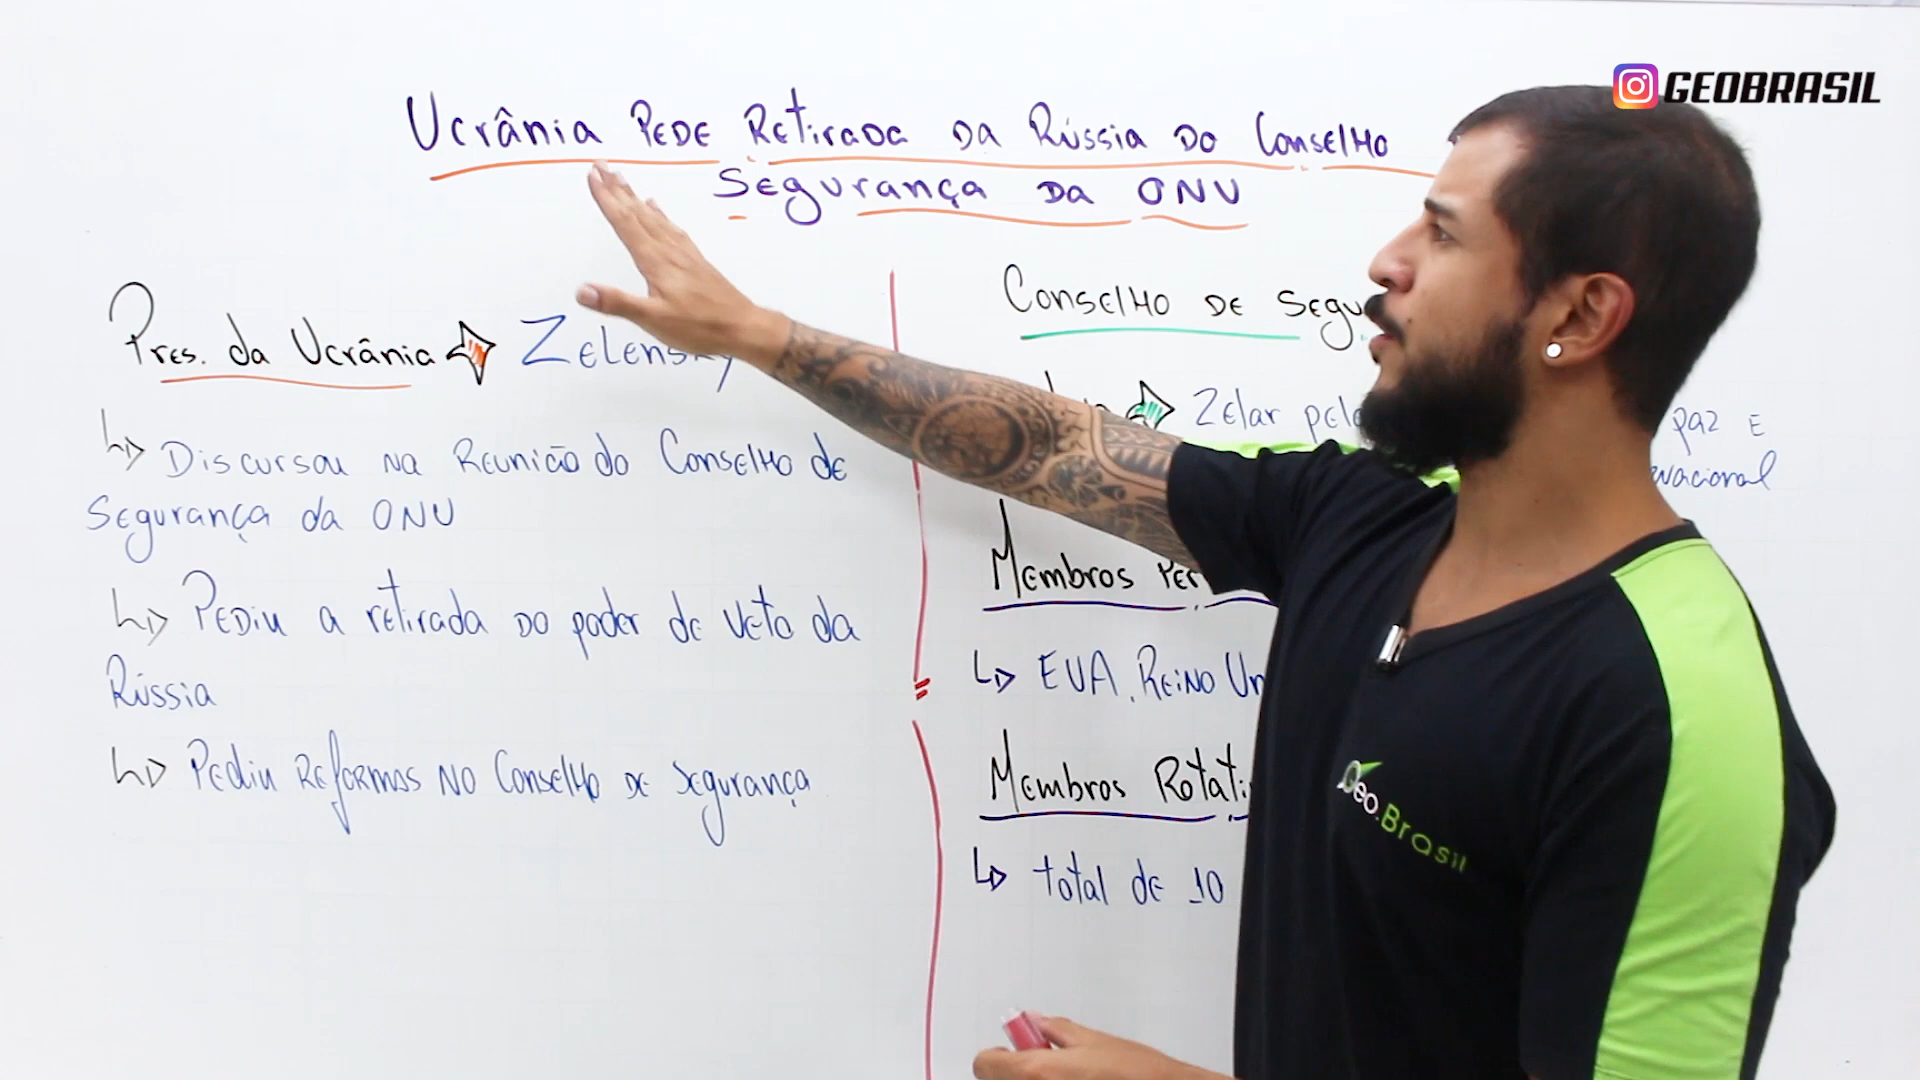 GEOBRASIL
Ucrânia PEDE Retirada DA Rússia Do Conselho
Segurança Da ONU
Pres. da Ucrânia Zelensky
Discursou na Reunião do Conselho de
Segurança da ONU
Pediu a retirada do poder de veto da
Rússia
Pediu Reformas no Conselho de Segurança
Conselho de Segu
Zelar pel
paz e
nacional
Membros Per
EUA, Reino Un
Membros Rotati
total de 10
Geo.Brasil